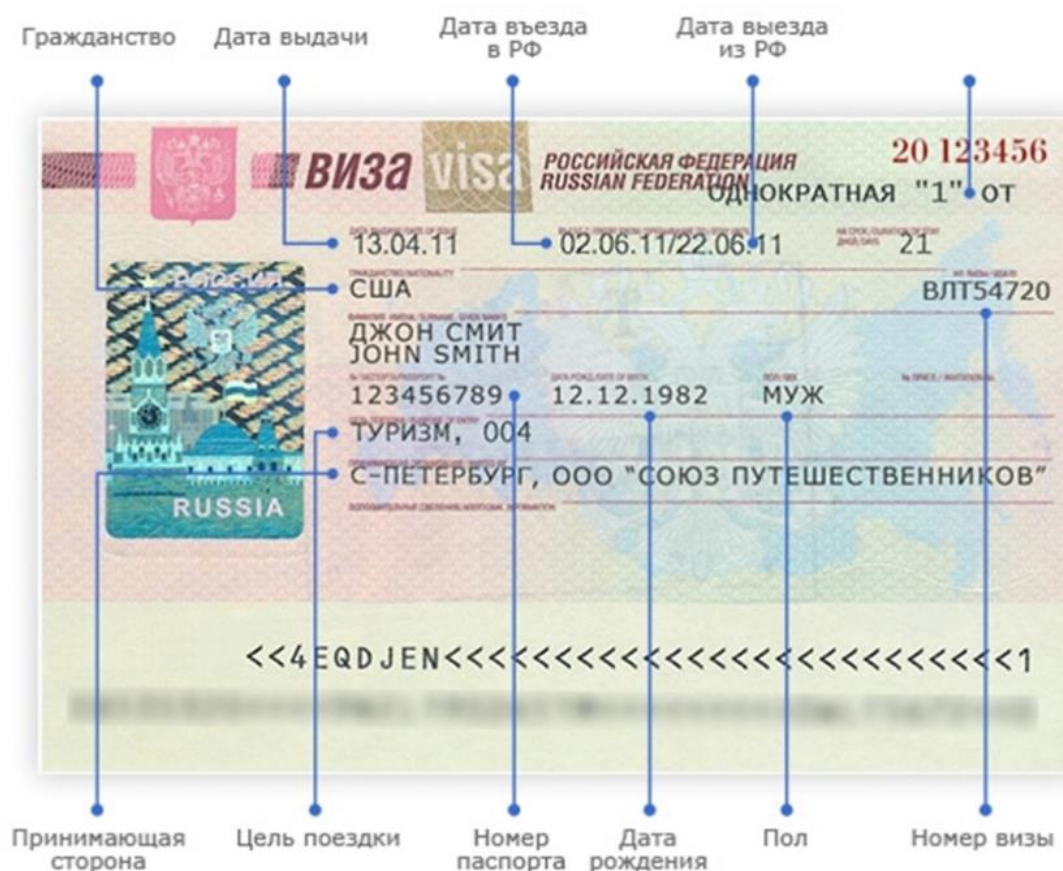 Гражданство
Дата выдачи
Дата въезда
в РФ
Дата выезда
из РФ
ВИЗА visa РОССИЙСКАЯ ФЕДЕРАЦИЯ
RUSSIAN FEDERATION
20 123456
ОДНОКРАТНАЯ "1" ОТ
13.04.11 02.06.11/22.06.11 21
РОССИЯ
США ВЛТ54720
ДЖОН СМИТ
JOHN SMITH
123456789 12.12.1982 МУЖ
ТУРИЗМ, 004
С-ПЕТЕРБУРГ, ООО "СОЮЗ ПУТЕШЕСТВЕННИКОВ"
RUSSIA
<<4EQDJEN<<<<<<<<<<<<<<<<<<<<<<<<<<<1
Принимающая
сторона
Цель поездки
Номер
паспорта
Дата
рождения
Пол
Номер визы